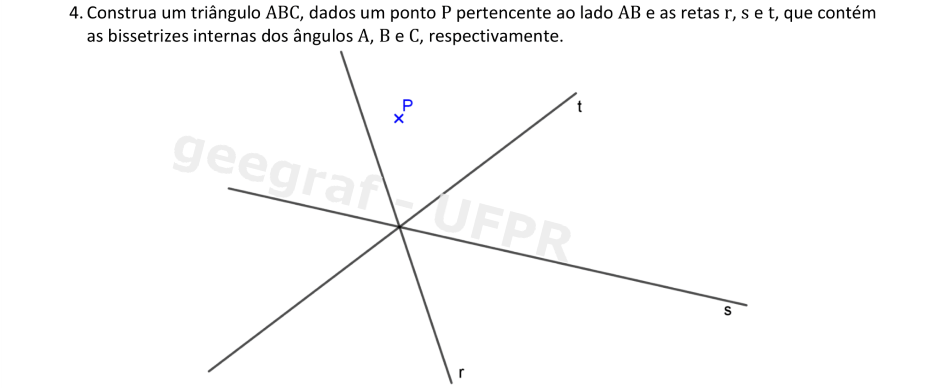 4. Construa um triângulo ABC, dados um ponto P pertencente ao lado AB e as retas r, s e t, que contém
as bissetrizes internas dos ângulos A, B e C, respectivamente.
P
t
geegraf - UFPR
s
r